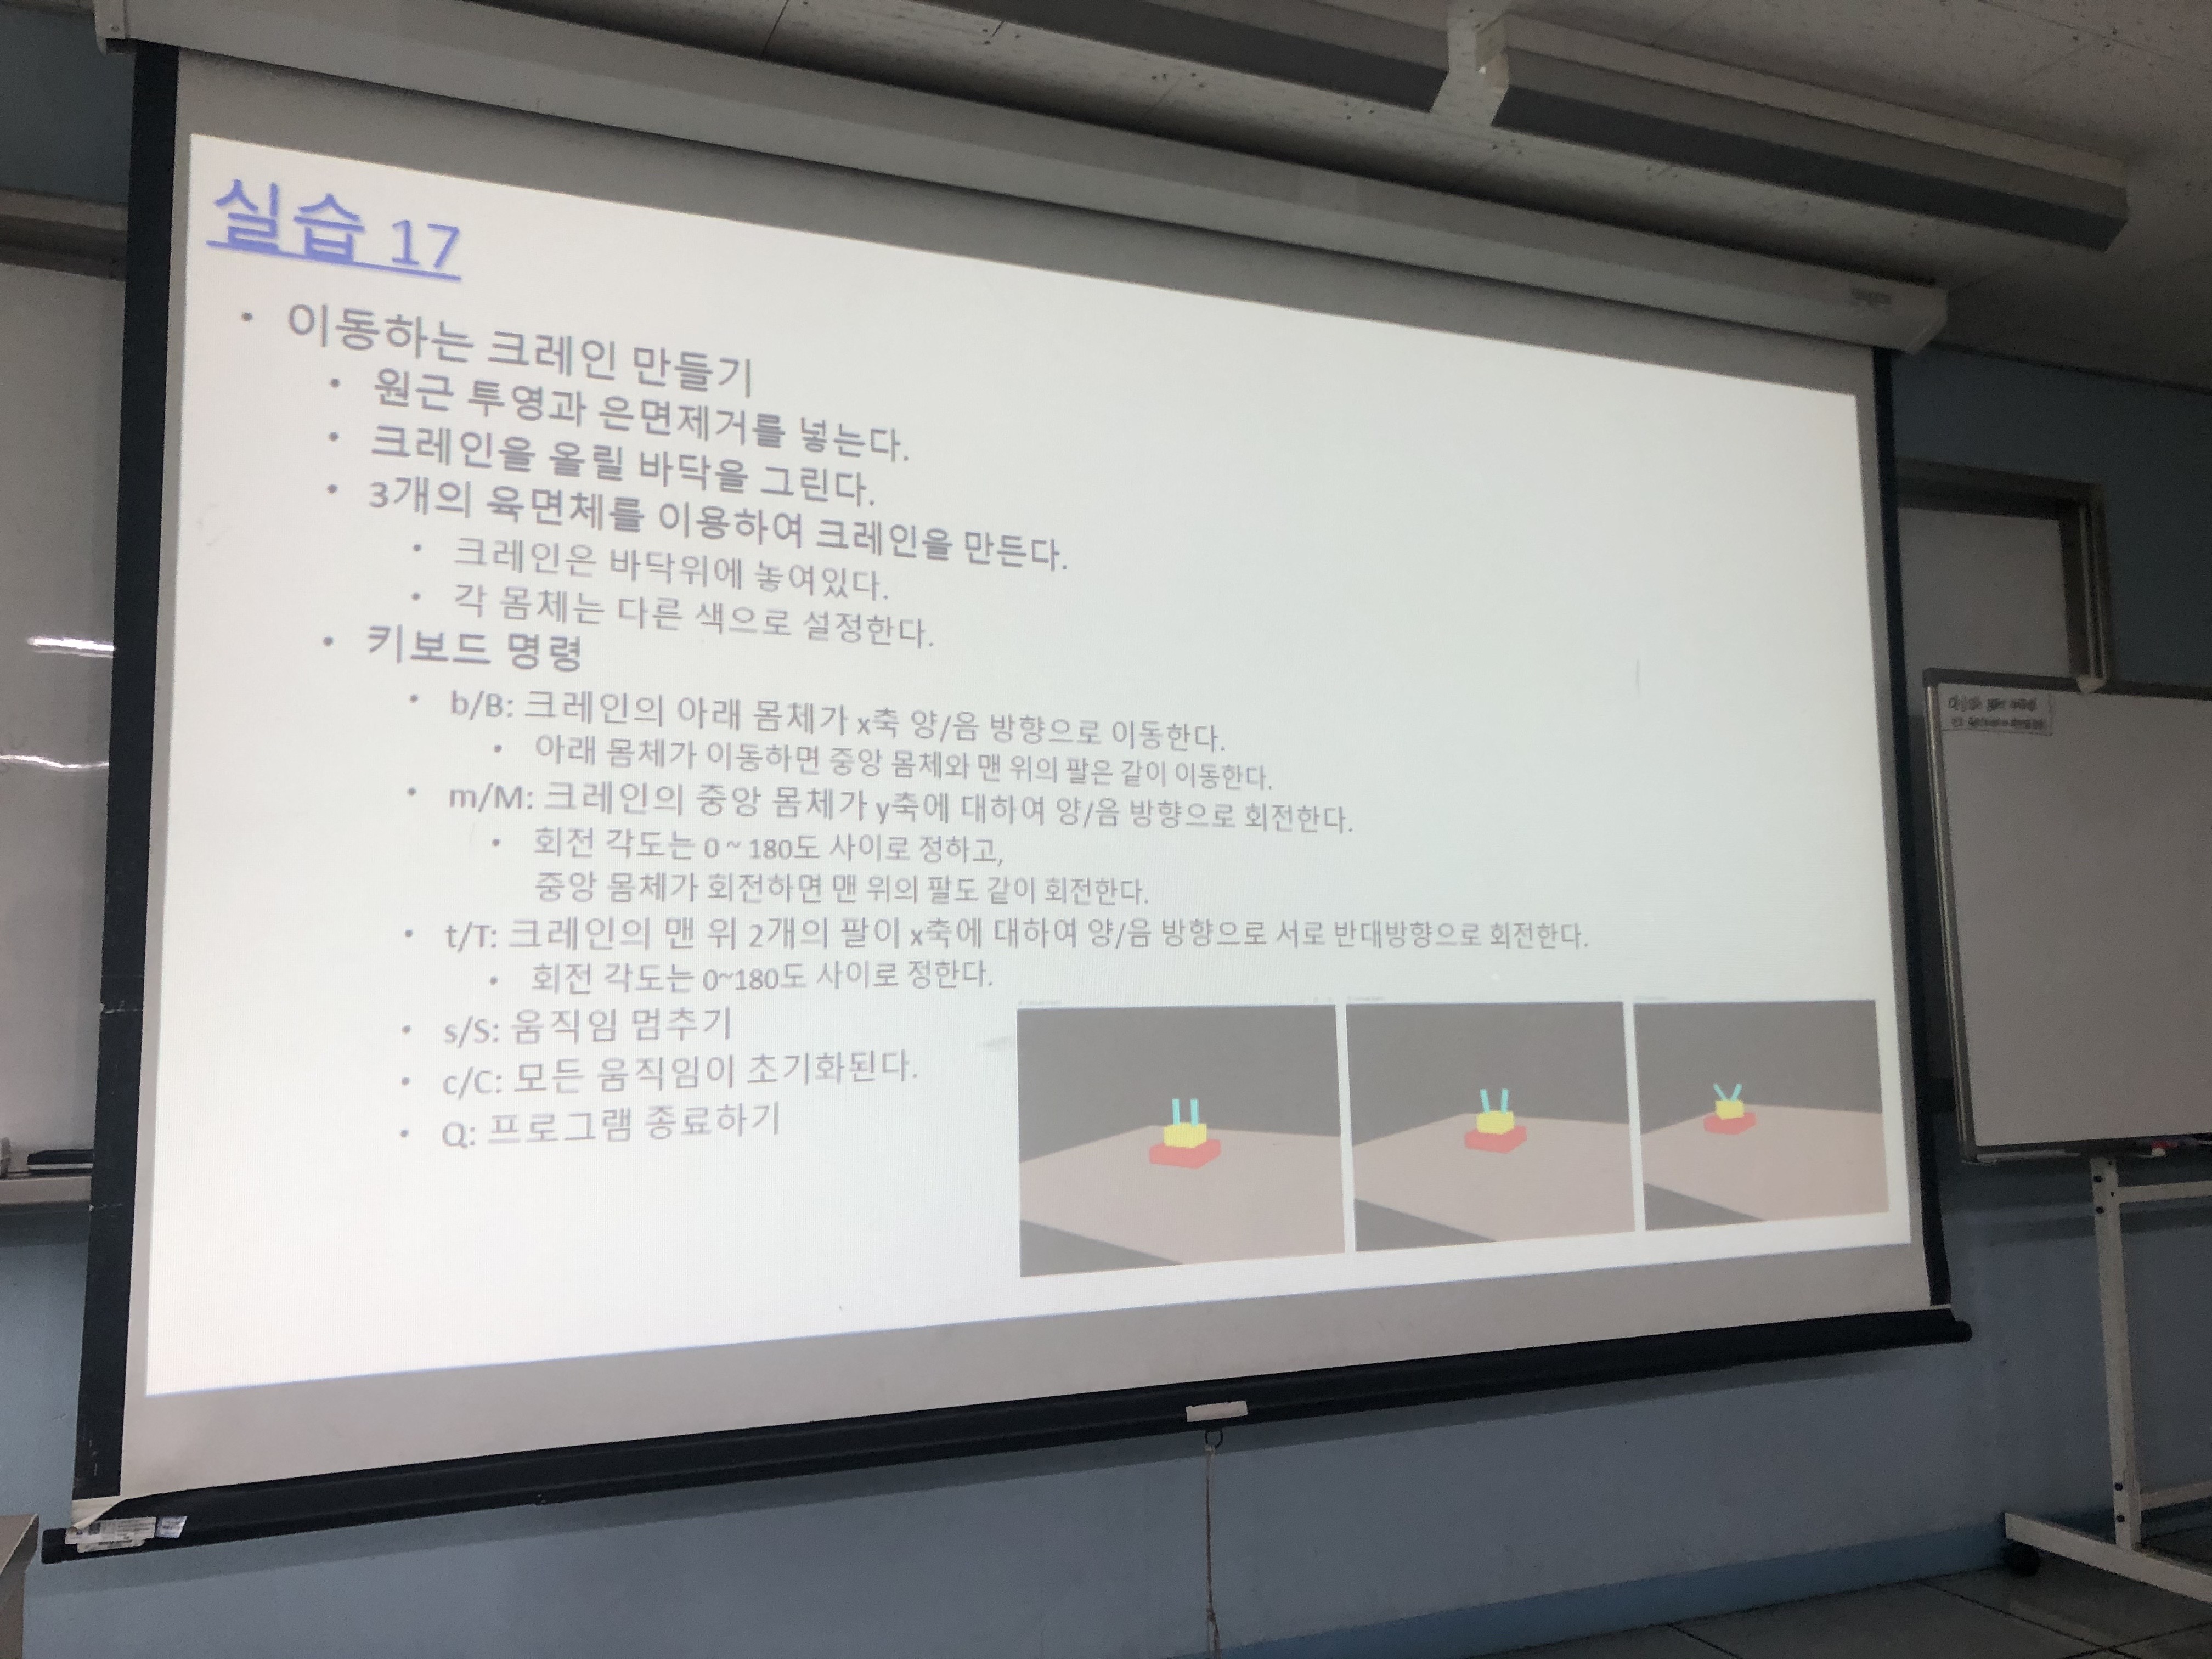 실습 17
• 이동하는 크레인 만들기
• 원근 투영과 은면제거를 넣는다.
• 크레인을 올릴 바닥을 그린다.
• 3개의 육면체를 이용하여 크레인을 만든다.
• 크레인은 바닥위에 놓여있다.
• 각 몸체는 다른 색으로 설정한다.
• 키보드 명령
• b/B: 크레인의 아래 몸체가 x축 양/음 방향으로 이동한다.
• 아래 몸체가 이동하면 중앙 몸체와 맨 위의 팔은 같이 이동한다.
• m/M: 크레인의 중앙 몸체가 y축에 대하여 양/음 방향으로 회전한다.
• 회전 각도는 0 ~ 180도 사이로 정하고,
중앙 몸체가 회전하면 맨 위의 팔도 같이 회전한다.
• t/T: 크레인의 맨 위 2개의 팔이 x축에 대하여 양/음 방향으로 서로 반대방향으로 회전한다.
• 회전 각도는 0~180도 사이로 정한다.
• s/S: 움직임 멈추기
• c/C: 모든 움직임이 초기화된다.
• Q: 프로그램 종료하기